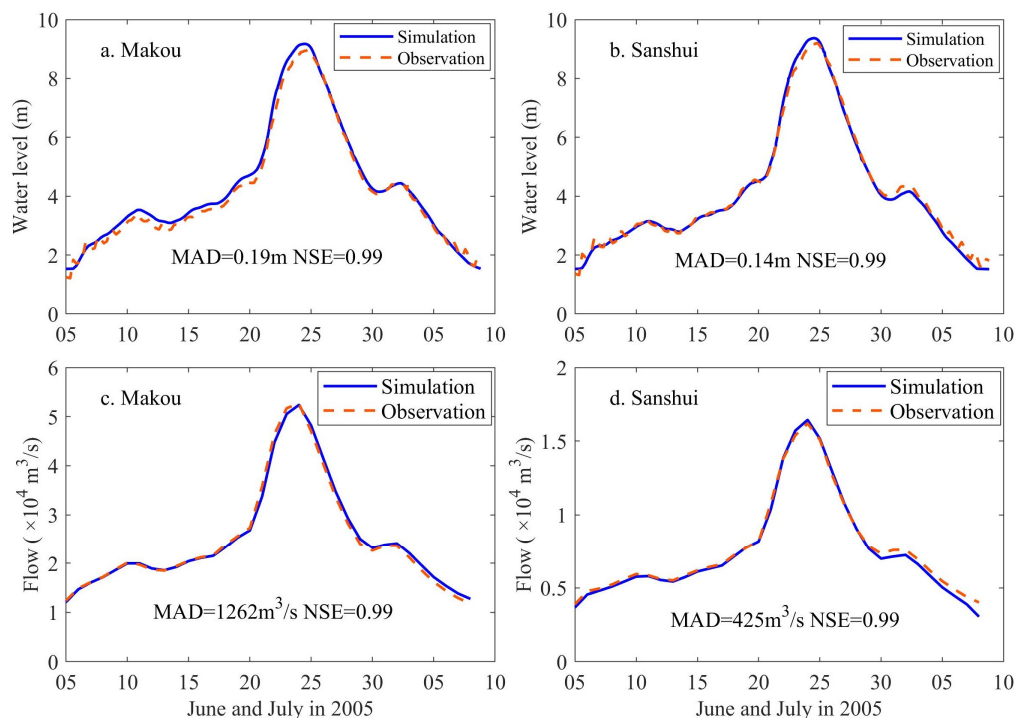 a. Makou
Simulation
Observation
Water level (m)
10
8
6
4
2
0
MAD=0.19m NSE=0.99
05 10 15 20 25 30 05 10
b. Sanshui
Simulation
Observation
Water level (m)
10
8
6
4
2
0
MAD=0.14m NSE=0.99
05 10 15 20 25 30 05 10
c. Makou
Simulation
Observation
Flow ( ×10⁴ m³/s)
6
5
4
3
2
1
0
MAD=1262m³/s NSE=0.99
05 10 15 20 25 30 05 10
June and July in 2005
d. Sanshui
Simulation
Observation
Flow ( ×10⁴ m³/s)
2
1.5
1
0.5
0
MAD=425m³/s NSE=0.99
05 10 15 20 25 30 05 10
June and July in 2005